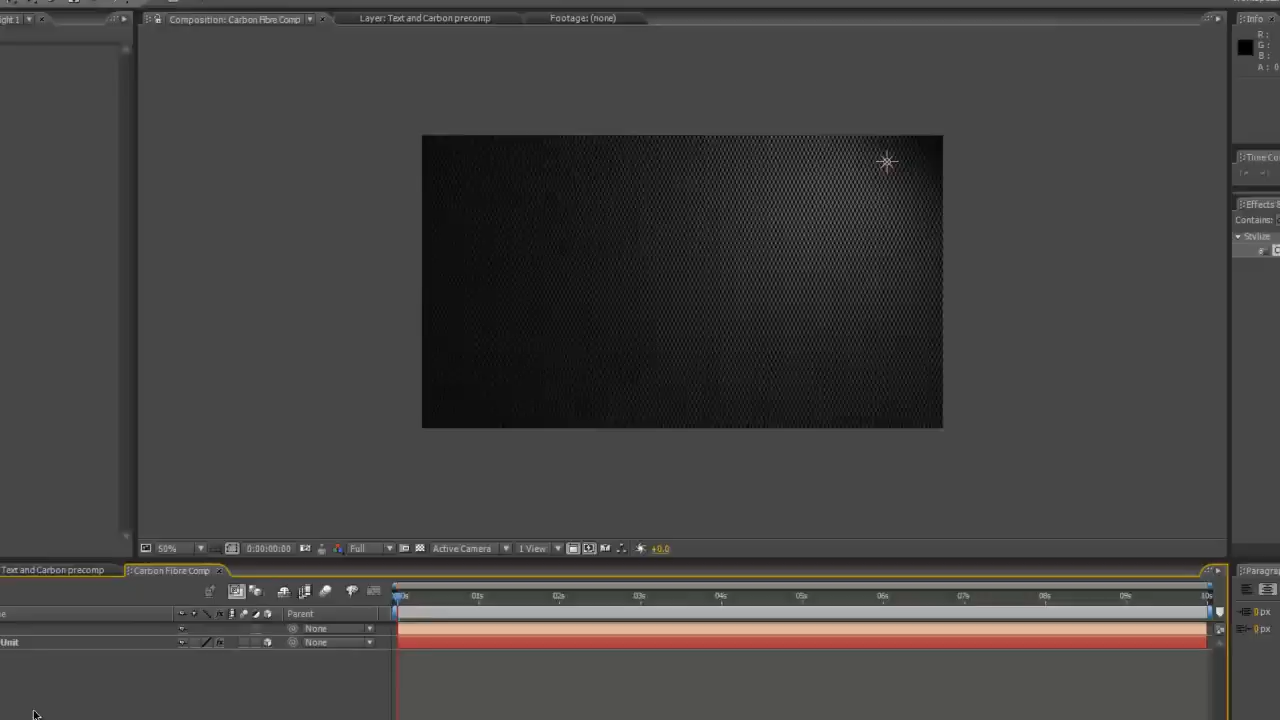 ight 1
Composition: Carbon Fibre Comp
Layer: Text and Carbon precomp
Footage: (none)
Info
R:
G:
B:
A: 0
Time Co
Effects &
Contains:
Stylize
C
50%
0:00:00:00
Full
Active Camera
1 View
+0.0
Text and Carbon precomp
Carbon Fibre Comp
Paragra
00s
01s
02s
03s
04s
05s
06s
07s
08s
09s
10s
e
Parent
0 px
None
0 px
Unit
None